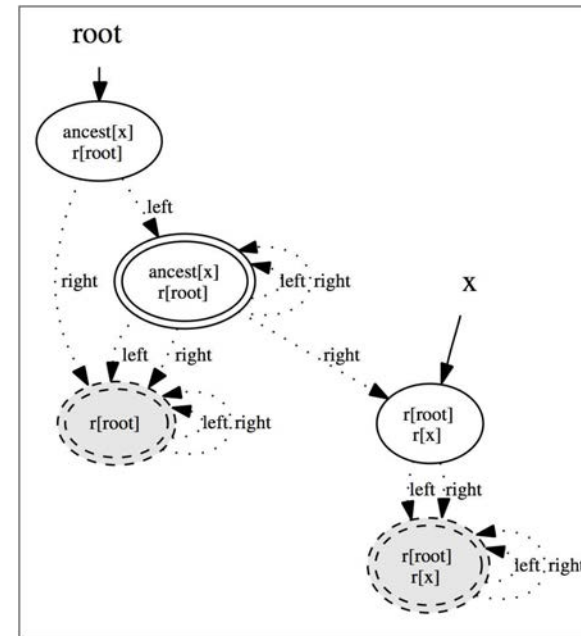 root
ancest[x]
r[root]
left
right
ancest[x]
r[root]
left right
x
left
right
right
r[root]
left right
r[root]
r[x]
left right
r[root]
r[x]
left right